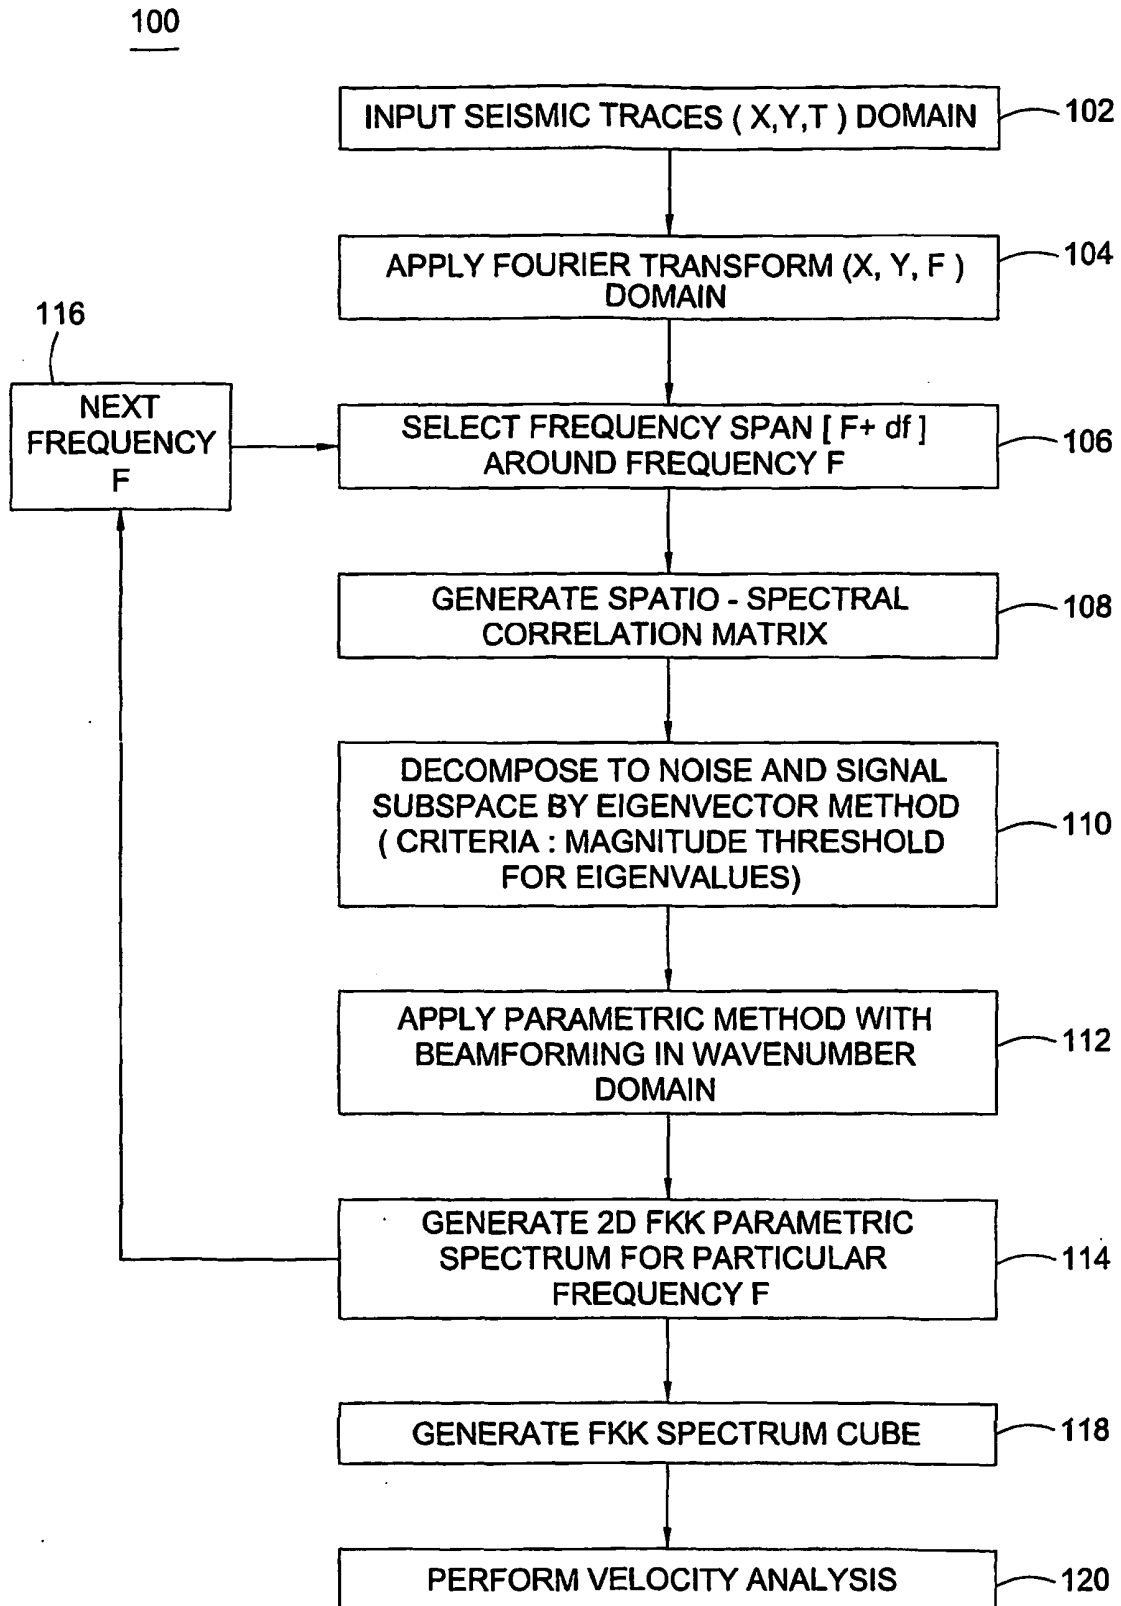 100
INPUT SEISMIC TRACES ( X,Y,T ) DOMAIN
102
APPLY FOURIER TRANSFORM (X, Y, F )
DOMAIN
104
116
NEXT
FREQUENCY
F
SELECT FREQUENCY SPAN [ F+ df ]
AROUND FREQUENCY F
106
GENERATE SPATIO - SPECTRAL
CORRELATION MATRIX
108
DECOMPOSE TO NOISE AND SIGNAL
SUBSPACE BY EIGENVECTOR METHOD
( CRITERIA : MAGNITUDE THRESHOLD
FOR EIGENVALUES)
110
APPLY PARAMETRIC METHOD WITH
BEAMFORMING IN WAVENUMBER
DOMAIN
112
GENERATE 2D FKK PARAMETRIC
SPECTRUM FOR PARTICULAR
FREQUENCY F
114
GENERATE FKK SPECTRUM CUBE
118
PERFORM VELOCITY ANALYSIS
120